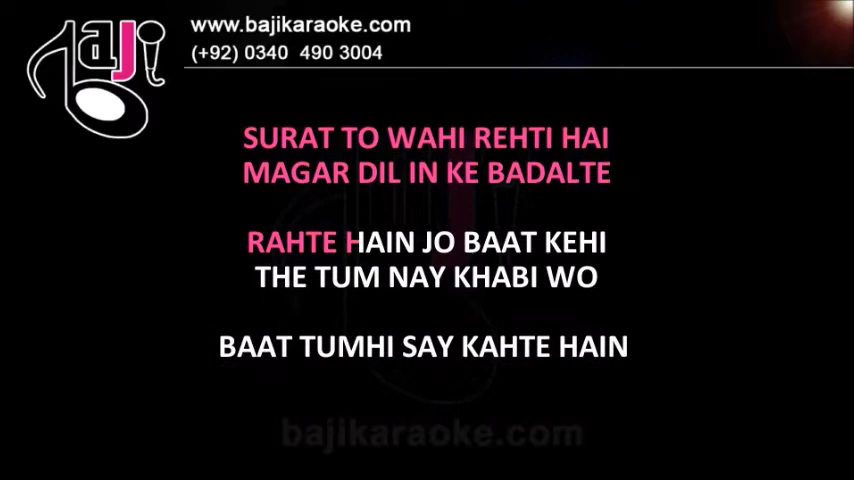 BAJI
www.bajikaraoke.com
(+92) 0340 490 3004
SURAT TO WAHI REHTI HAI
MAGAR DIL IN KE BADALTE
RAHTE HAIN JO BAAT KEHI
THE TUM NAY KHABI WO
BAAT TUMHI SAY KAHTE HAIN
bajikaraoke.com